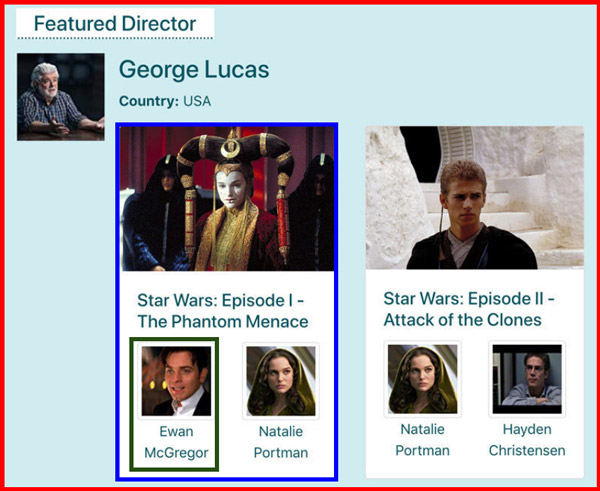 Featured Director
George Lucas
Country: USA
Star Wars: Episode I -
The Phantom Menace
Ewan
McGregor
Natalie
Portman
Star Wars: Episode II -
Attack of the Clones
Natalie
Portman
Hayden
Christensen